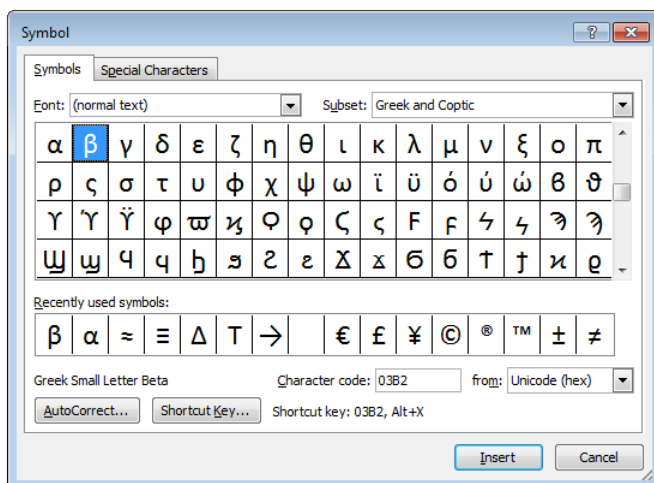 Symbol
Symbols Special Characters
Font: (normal text) Subset: Greek and Coptic
α β γ δ ε ζ η θ ι κ λ μ ν ξ ο π
ρ ς σ τ υ φ χ ψ ω ϊ ϋ ό ύ ώ ϐ ϑ
ϒ ϓ ϔ ϕ ϖ ϗ Ϙ ϙ Ϛ ϛ Ϝ ϝ Ϟ ϟ Ϡ ϡ
Ϣ ϣ Ϥ ϥ Ϧ ϧ Ϩ ϩ Ϫ ϫ Ϭ ϭ Ϯ ϯ ϰ ϱ
Recently used symbols:
β α ≈ Ξ Δ Τ → € £ ¥ © ® ™ ± ≠
Greek Small Letter Beta Character code: 03B2 from: Unicode (hex)
AutoCorrect... Shortcut Key... Shortcut key: 03B2, Alt+X
Insert Cancel